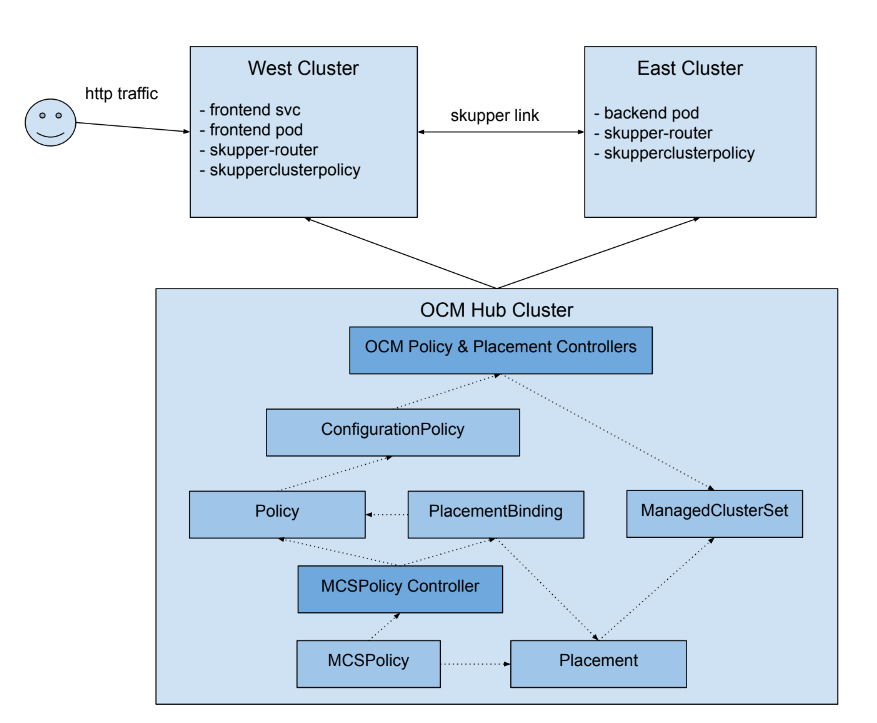 http traffic
West Cluster
- frontend svc
- frontend pod
- skupper-router
- skupperclusterpolicy
skupper link
East Cluster
- backend pod
- skupper-router
- skupperclusterpolicy
OCM Hub Cluster
OCM Policy & Placement Controllers
ConfigurationPolicy
Policy
PlacementBinding
ManagedClusterSet
MCSPolicy Controller
MCSPolicy
Placement